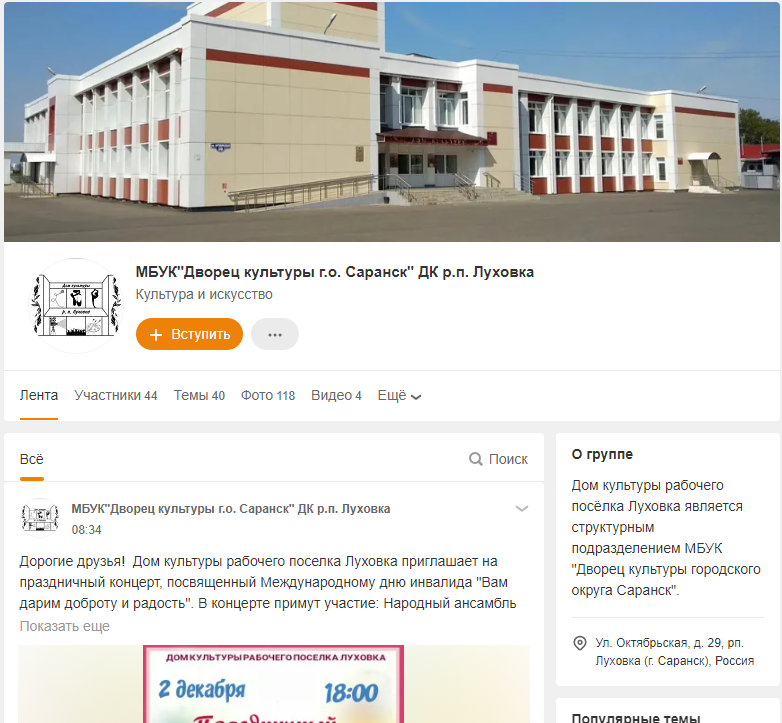 МБУК"Дворец культуры г.о. Саранск" ДК р.п. Луховка
Культура и искусство
Дом культуры
р. п. Луховка
+ Вступить
...
Лента Участники 44 Темы 40 Фото 118 Видео 4 Ещё
Всё
Поиск
МБУК"Дворец культуры г.о. Саранск" ДК р.п. Луховка
08:34
Дорогие друзья! Дом культуры рабочего поселка Луховка приглашает на
праздничный концерт, посвященный Международному дню инвалида "Вам
дарим доброту и радость". В концерте примут участие: Народный ансамбль
Показать еще
ДОМ КУЛЬТУРЫ РАБОЧЕГО ПОСЕЛКА ЛУХОВКА
2 декабря 18:00
О группе
Дом культуры рабочего
посёлка Луховка является
структурным
подразделением МБУК
"Дворец культуры городского
округа Саранск".
Ул. Октябрьская, д. 29, рп.
Луховка (г. Саранск), Россия
Популярные темы